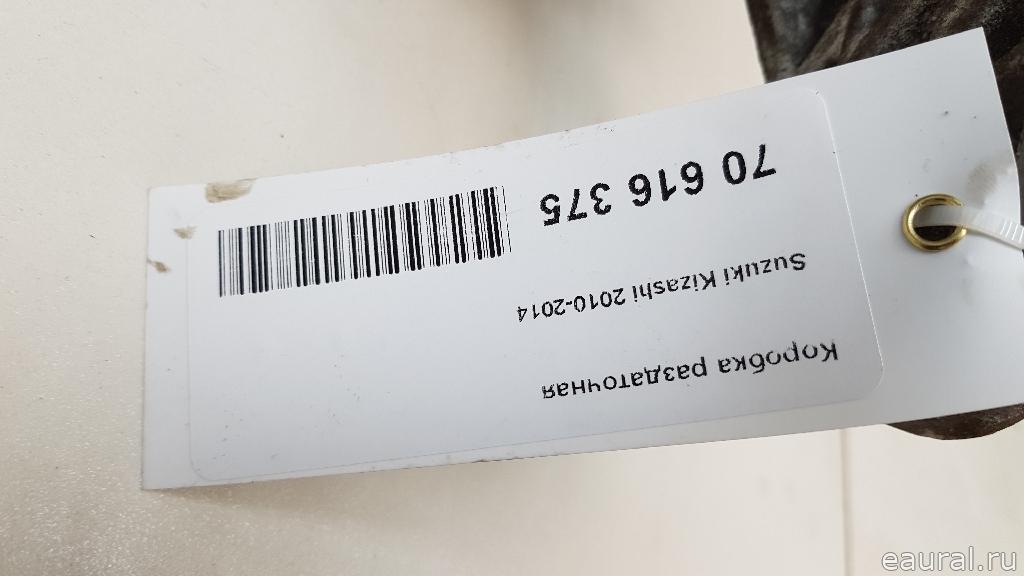 70 616 375
Suzuki Kizashi 2010-2014
Коробка раздаточная
eaural.ru